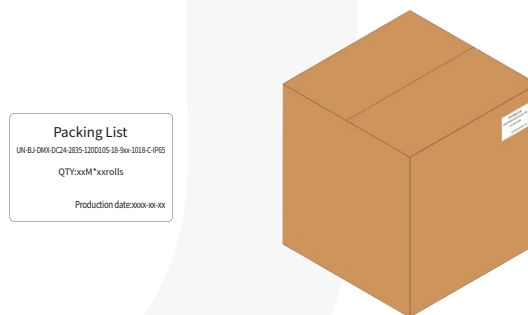 Packing List
UN-BJ-DMX-DC24-2835-120D10S-18-9xx-1018-C-IP65
QTY:xxM*xxrolls
Production date:xxxx-xx-xx